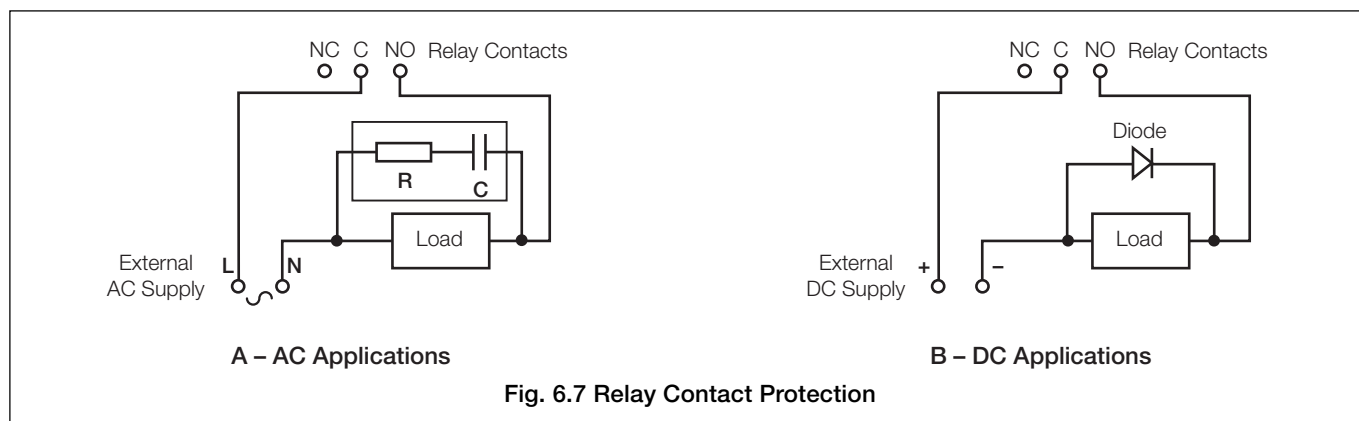 NC C NO Relay Contacts
R
C
Load
External
AC Supply
L N
A – AC Applications
NC C NO Relay Contacts
Diode
Load
External
DC Supply
+ –
B – DC Applications
Fig. 6.7 Relay Contact Protection